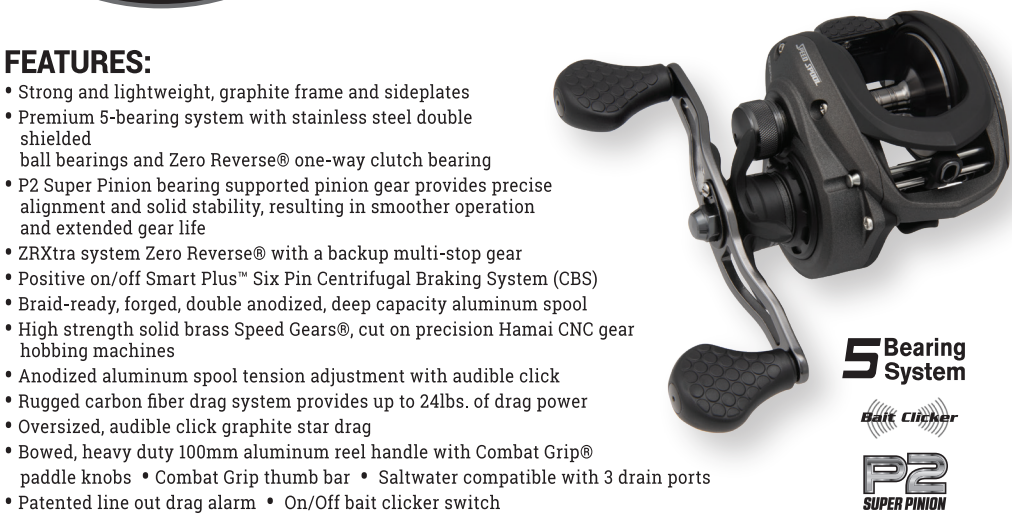 FEATURES:
• Strong and lightweight, graphite frame and sideplates
• Premium 5-bearing system with stainless steel double
shielded
ball bearings and Zero Reverse® one-way clutch bearing
• P2 Super Pinion bearing supported pinion gear provides precise
alignment and solid stability, resulting in smoother operation
and extended gear life
• ZRXtra system Zero Reverse® with a backup multi-stop gear
• Positive on/off Smart Plus™ Six Pin Centrifugal Braking System (CBS)
• Braid-ready, forged, double anodized, deep capacity aluminum spool
• High strength solid brass Speed Gears®, cut on precision Hamai CNC gear
hobbing machines
• Anodized aluminum spool tension adjustment with audible click
• Rugged carbon fiber drag system provides up to 24lbs. of drag power
• Oversized, audible click graphite star drag
• Bowed, heavy duty 100mm aluminum reel handle with Combat Grip®
paddle knobs • Combat Grip thumb bar • Saltwater compatible with 3 drain ports
• Patented line out drag alarm • On/Off bait clicker switch
SPEED SPOOL
5 Bearing
System
Bait Clicker
P2
SUPER PINION